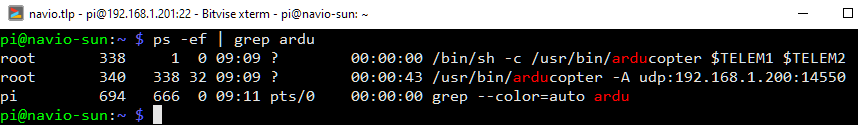 navio.tlp - pi@192.168.1.201:22 - Bitvise xterm - pi@navio-sun: ~
pi@navio-sun:~ $ ps -ef | grep ardu
root       338     1  0 09:09 ?        00:00:00 /bin/sh -c /usr/bin/arducopter $TELEM1 $TELEM2
root       340   338 32 09:09 ?        00:00:43 /usr/bin/arducopter -A udp:192.168.1.200:14550
pi         694   666  0 09:11 pts/0    00:00:00 grep --color=auto ardu
pi@navio-sun:~ $